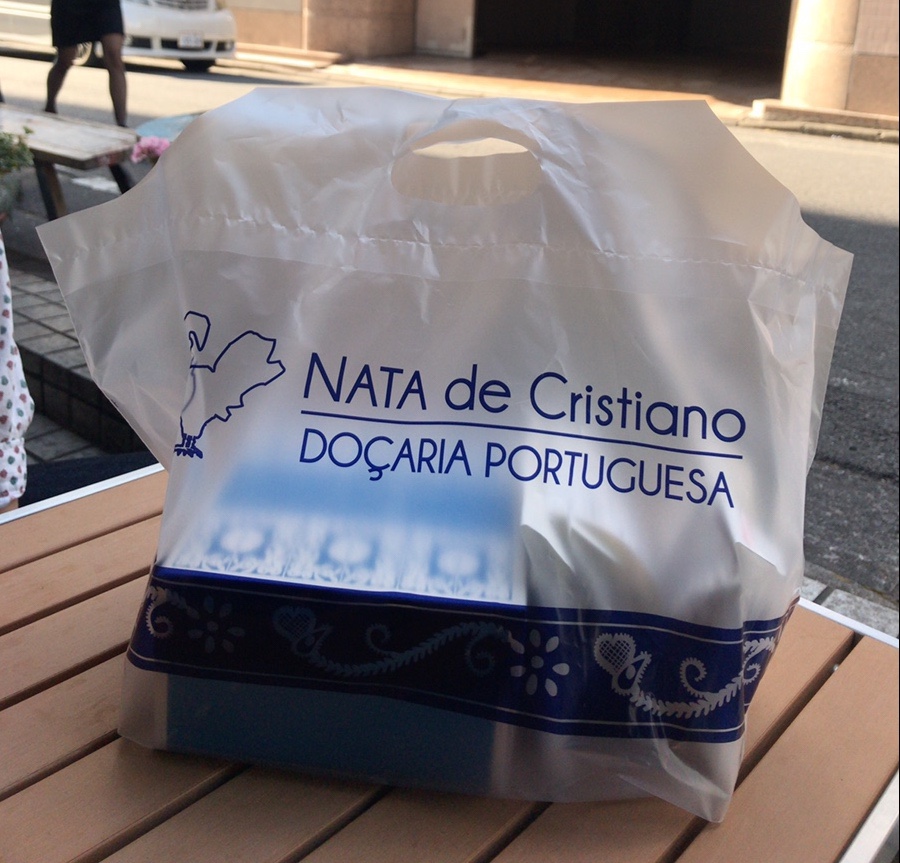 NATA de Cristiano
DOÇARIA PORTUGUESA